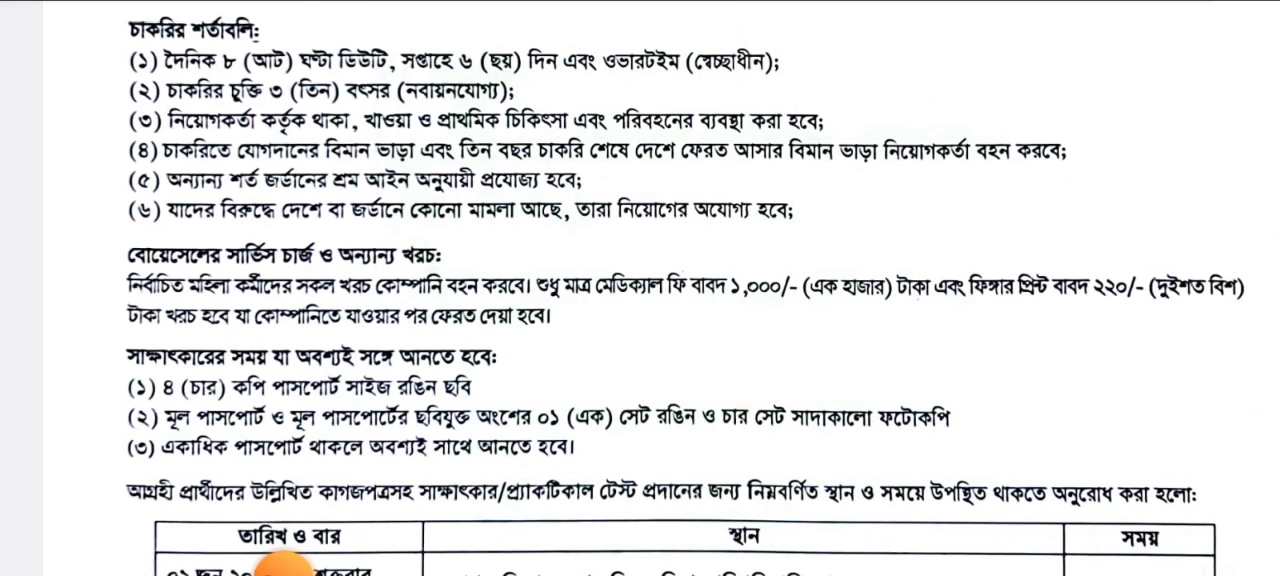 চাকরির শর্তাবলি:
(১) দৈনিক ৮ (আট) ঘণ্টা ডিউটি, সপ্তাহে ৬ (ছয়) দিন এবং ওভারটইম (স্বেচ্ছাধীন);
(২) চাকরির চুক্তি ৩ (তিন) বৎসর (নবায়নযোগ্য);
(৩) নিয়োগকর্তা কর্তৃক থাকা, খাওয়া ও প্রাথমিক চিকিৎসা এবং পরিবহনের ব্যবস্থা করা হবে;
(৪) চাকরিতে যোগদানের বিমান ভাড়া এবং তিন বছর চাকরি শেষে দেশে ফেরত আসার বিমান ভাড়া নিয়োগকর্তা বহন করবে;
(৫) অন্যান্য শর্ত জর্ডানের শ্রম আইন অনুযায়ী প্রযোজ্য হবে;
(৬) যাদের বিরুদ্ধে দেশে বা জর্ডানে কোনো মামলা আছে, তারা নিয়োগের অযোগ্য হবে;
বোয়েসেলের সার্ভিস চার্জ ও অন্যান্য খরচ:
নির্বাচিত মহিলা কর্মীদের সকল খরচ কোম্পানি বহন করবে। শুধু মাত্র মেডিক্যাল ফি বাবদ ১,০০০/- (এক হাজার) টাকা এবং ফিঙ্গার প্রিন্ট বাবদ ২২০/- (দুইশত বিশ)
টাকা খরচ হবে যা কোম্পানিতে যাওয়ার পর ফেরত দেয়া হবে।
সাক্ষাৎকারের সময় যা অবশ্যই সঙ্গে আনতে হবে:
(১) ৪ (চার) কপি পাসপোর্ট সাইজ রঙিন ছবি
(২) মূল পাসপোর্ট ও মূল পাসপোর্টের ছবিযুক্ত অংশের ০১ (এক) সেট রঙিন ও চার সেট সাদাকালো ফটোকপি
(৩) একাধিক পাসপোর্ট থাকলে অবশ্যই সাথে আনতে হবে।
আগ্রহী প্রার্থীদের উল্লিখিত কাগজপত্রসহ সাক্ষাৎকার/প্র্যাকটিকাল টেস্ট প্রদানের জন্য নিম্নবর্ণিত স্থান ও সময়ে উপস্থিত থাকতে অনুরোধ করা হলো:
তারিখ ও বার স্থান সময়